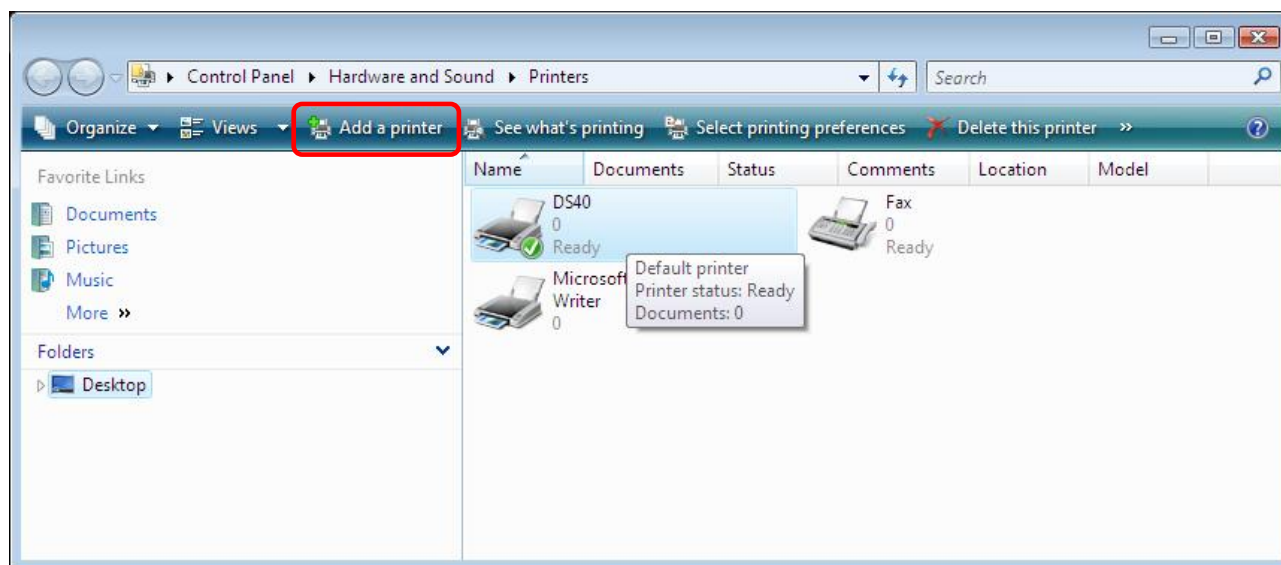 Control Panel Hardware and Sound Printers
Search
Organize Views Add a printer See what's printing Select printing preferences Delete this printer »
Favorite Links
Documents
Pictures
Music
More »
Folders
Desktop
Name Documents Status Comments Location Model
DS40
0
Ready
Fax
0
Ready
Microsoft
Writer
0
Default printer
Printer status: Ready
Documents: 0